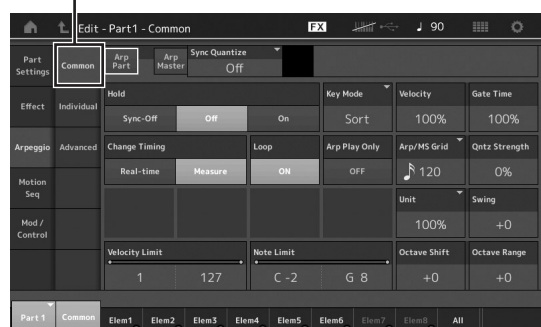 Edit - Part1 - Common FX 90
Part Settings
Common
Arp Part
Arp Master
Sync Quantize
Off
Effect
Individual
Hold
Sync-Off Off On
Key Mode
Sort
Velocity
100%
Gate Time
100%
Arpeggio
Advanced
Change Timing
Real-time Measure
Loop
ON
Arp Play Only
OFF
Arp/MS Grid
120
Qntz Strength
0%
Motion Seq
Unit
100%
Swing
+0
Mod / Control
Velocity Limit
1 127
Note Limit
C -2 G 8
Octave Shift
+0
Octave Range
+0
Part 1 Common Elem1 Elem2 Elem3 Elem4 Elem5 Elem6 Elem7 Elem8 All